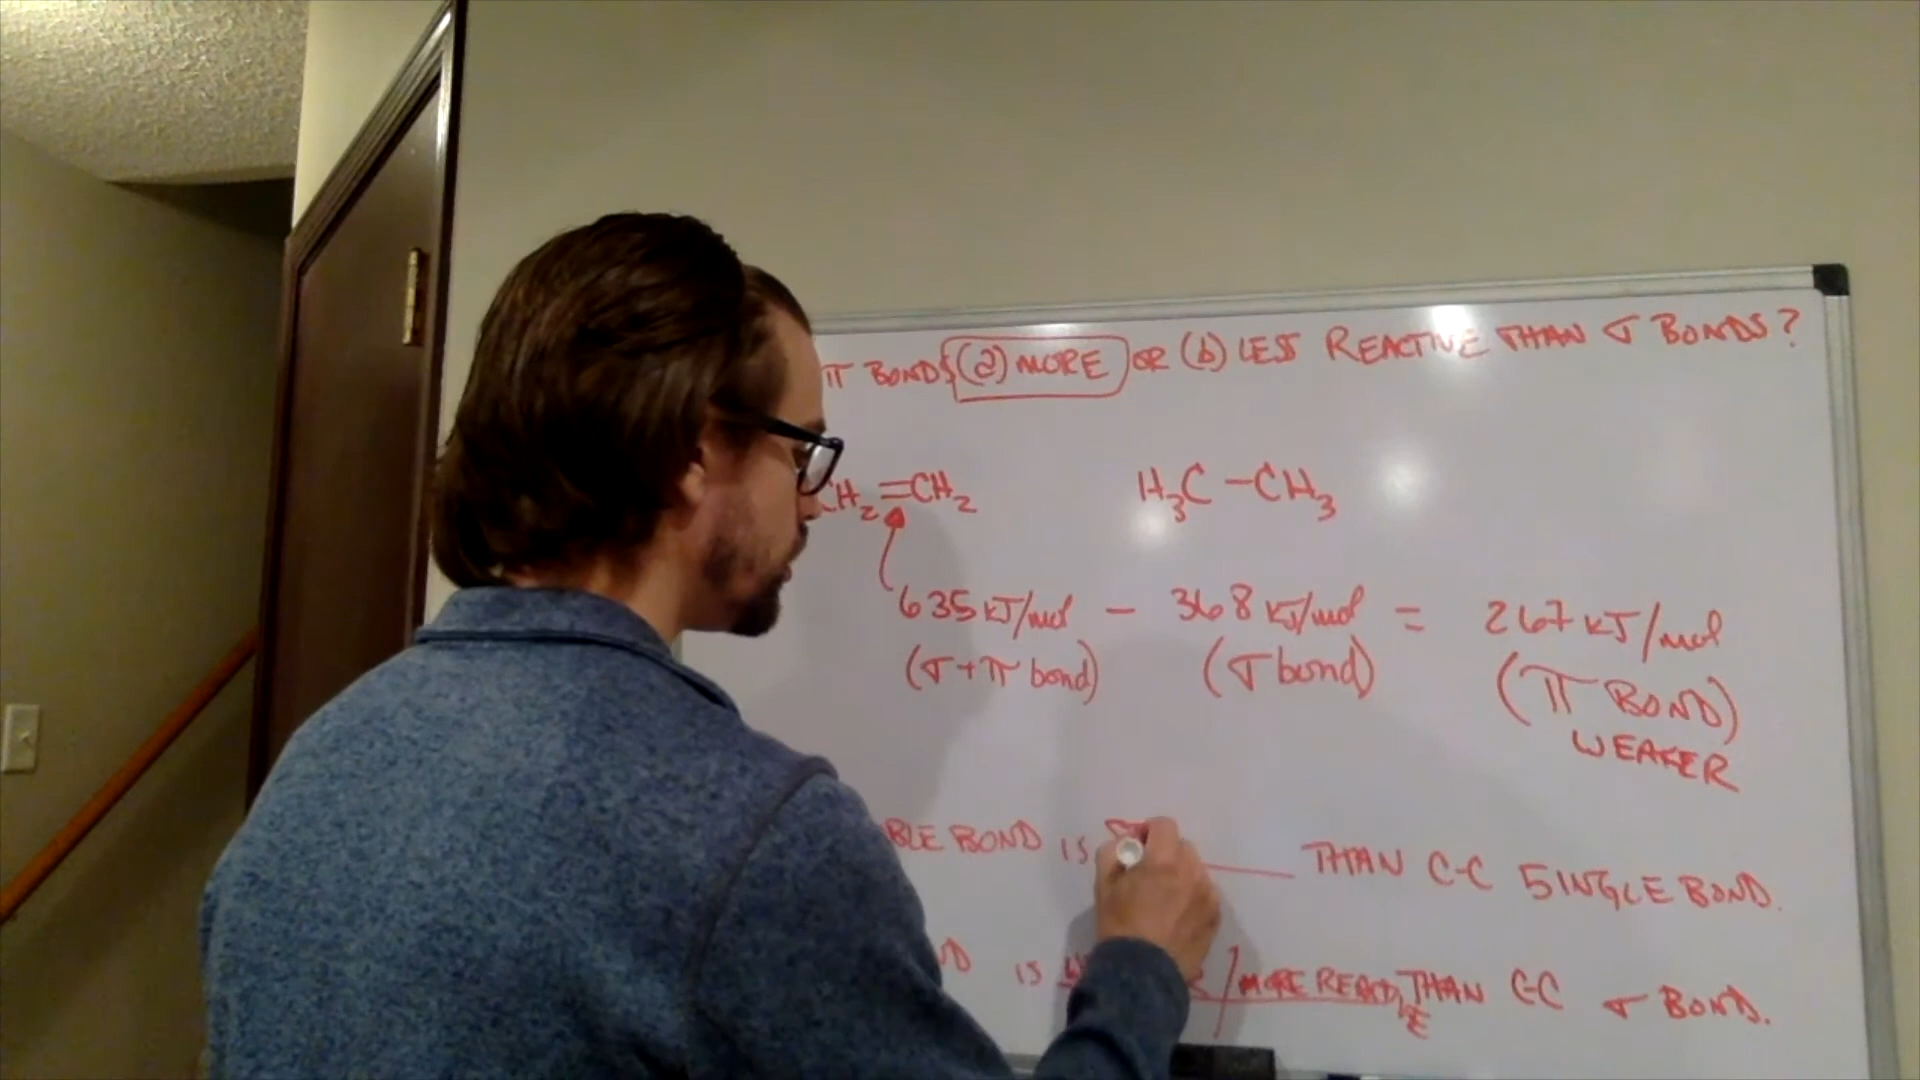 π BONDS (a) MORE OR (b) LESS REACTIVE THAN σ BONDS?
CH2=CH2 H3C-CH3
635 kJ/mol - 368 kJ/mol = 267 kJ/mol
(σ+π bond) (σ bond) (π BOND)
WEAKER
BLE BOND IS THAN C-C SINGLE BOND.
IS / MORE REACTIVE THAN C-C σ BOND.